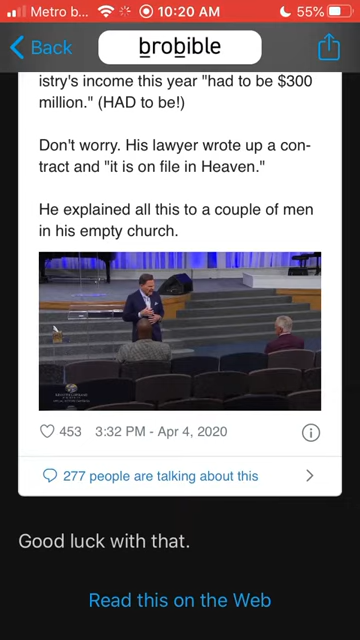 Metro b... 10:20 AM 55%
Back
brobible
istry's income this year "had to be $300
million." (HAD to be!)
Don't worry. His lawyer wrote up a con-
tract and "it is on file in Heaven."
He explained all this to a couple of men
in his empty church.
453 3:32 PM - Apr 4, 2020
277 people are talking about this
Good luck with that.
Read this on the Web